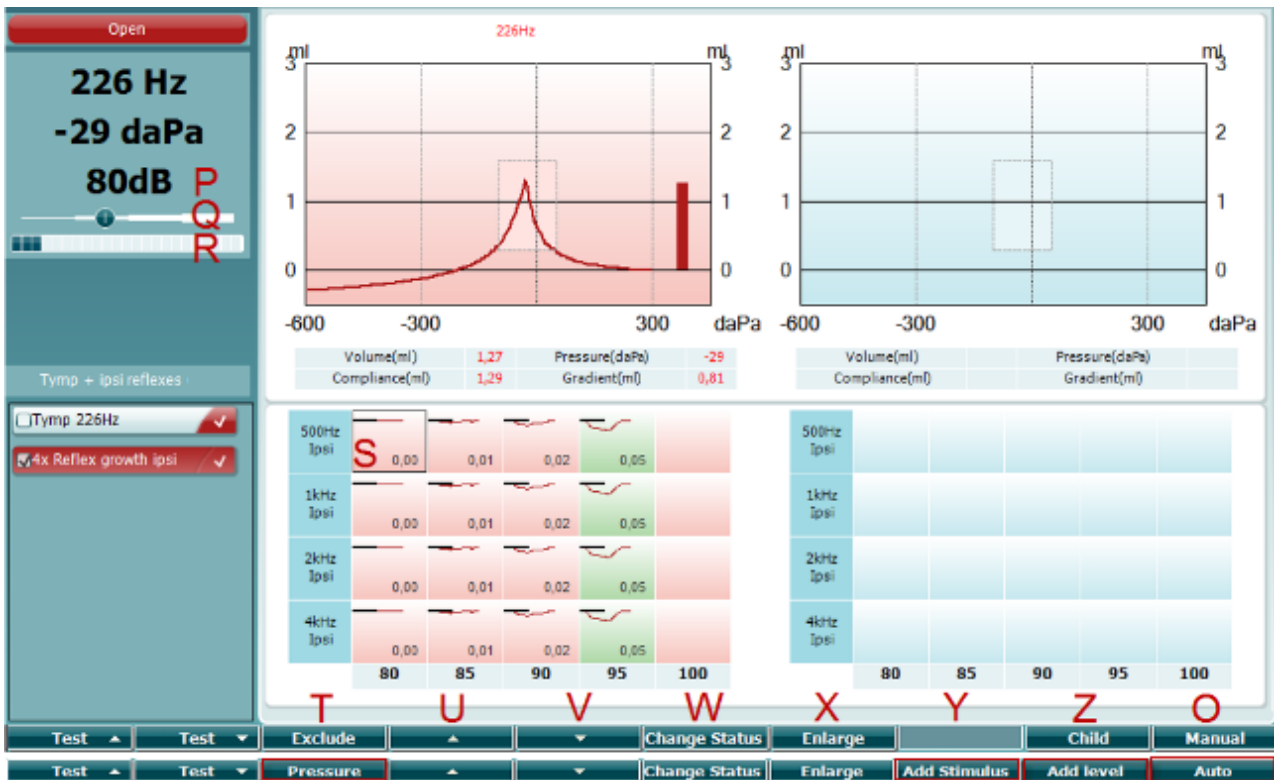 Open
226 Hz
-29 daPa
80dB P
Q
R
Tymp + ipsi reflexes
Tymp 226Hz
4x Reflex growth ipsi
226Hz
ml ml
3 3
2 2
1 1
0 0
-600 -300 300 daPa
Volume(ml) 1,27 Pressure(daPa) -29
Compliance(ml) 1,29 Gradient(ml) 0,81
ml ml
3 3
2 2
1 1
0 0
-600 -300 300 daPa
Volume(ml) Pressure(daPa)
Compliance(ml) Gradient(ml)
500Hz
Ipsi S 0,00 0,01 0,02 0,05
1kHz
Ipsi 0,00 0,01 0,02 0,05
2kHz
Ipsi 0,00 0,01 0,02 0,05
4kHz
Ipsi 0,00 0,01 0,02 0,05
80 85 90 95 100
500Hz
Ipsi
1kHz
Ipsi
2kHz
Ipsi
4kHz
Ipsi
80 85 90 95 100
T U V W X Y Z O
Test Test Exclude Change Status Enlarge Child Manual
Test Test Pressure Change Status Enlarge Add Stimulus Add level Auto